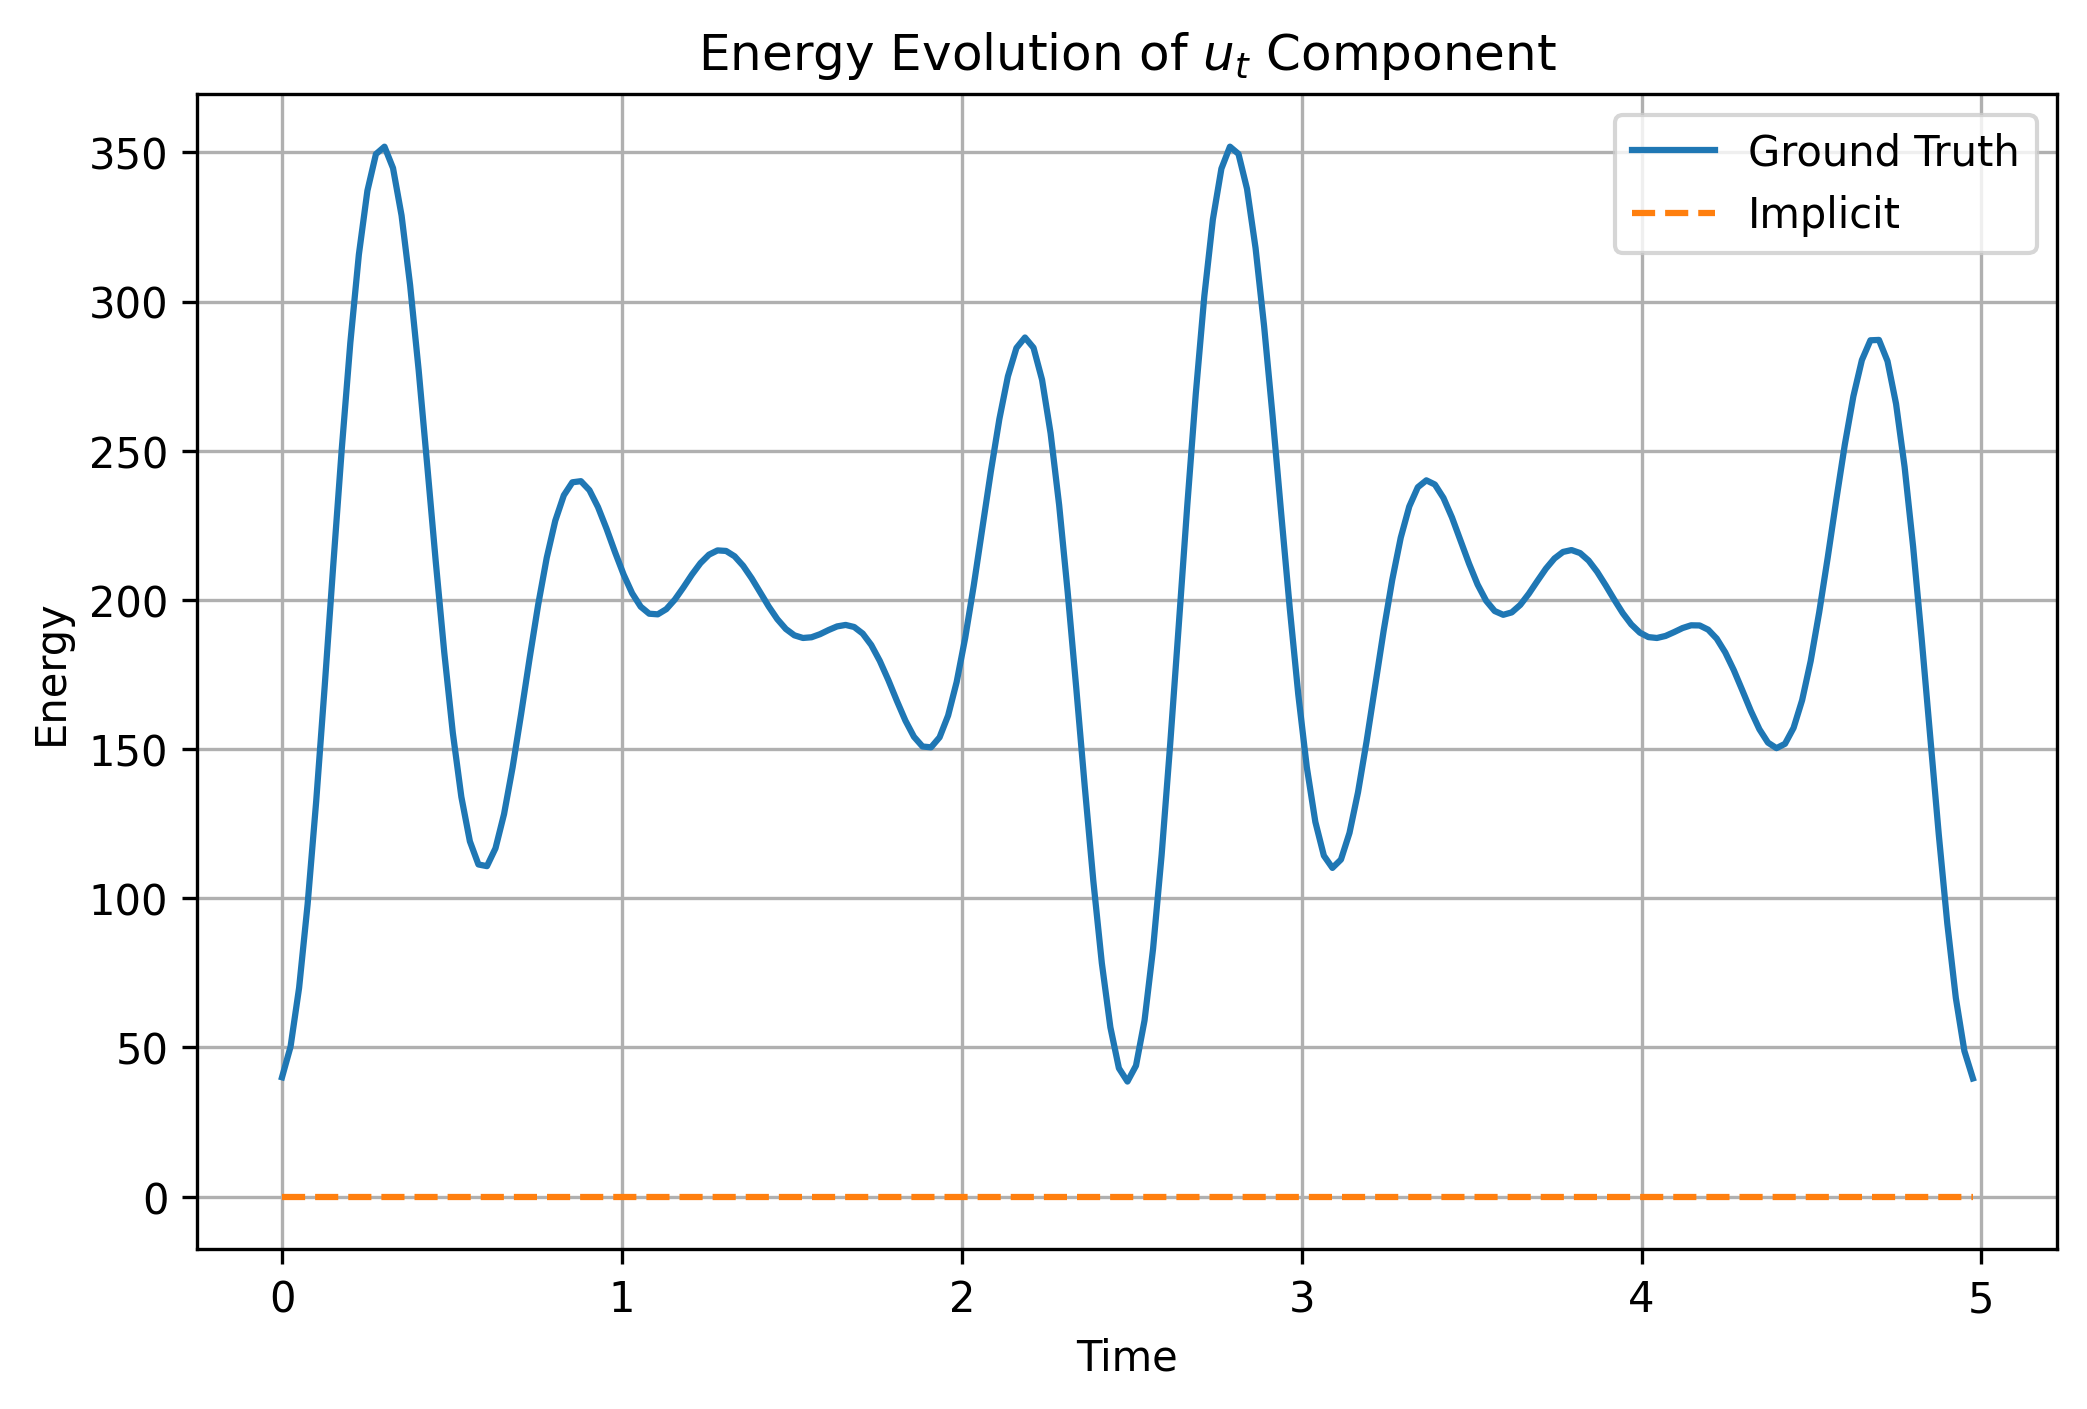 Energy Evolution of u_t Component
Ground Truth
Implicit
Energy
350
300
250
200
150
100
50
0
0 1 2 3 4 5
Time